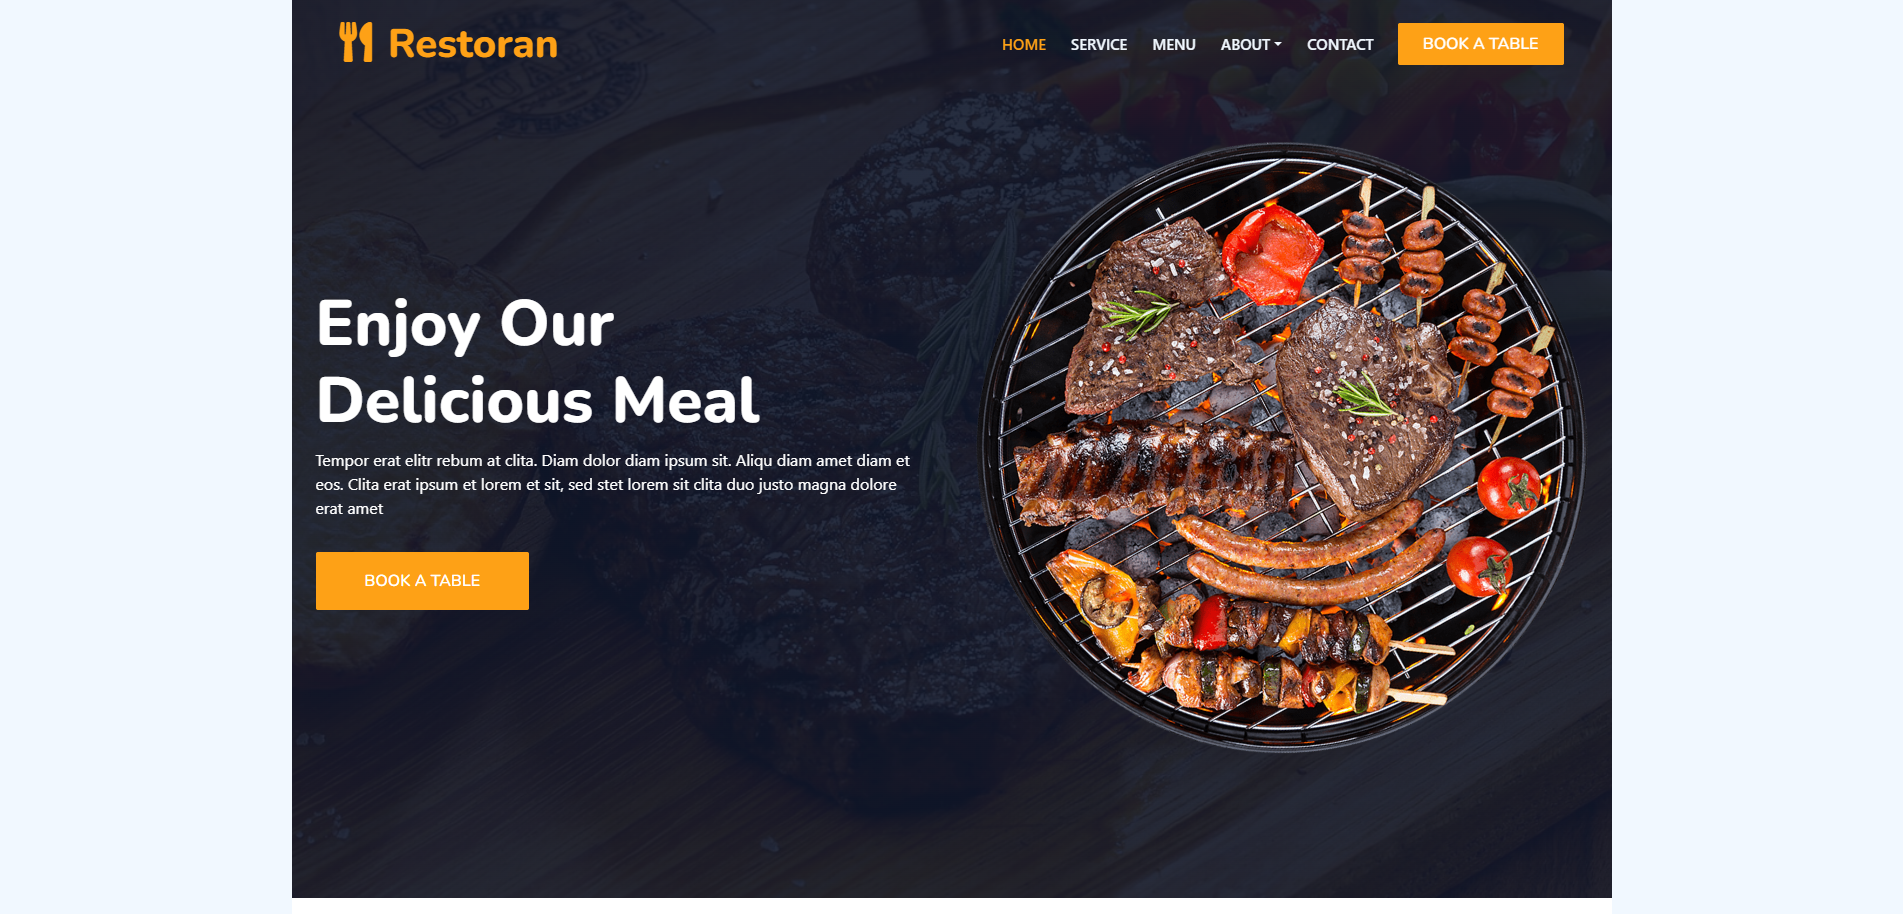 Restoran
HOME SERVICE MENU ABOUT CONTACT BOOK A TABLE
Enjoy Our
Delicious Meal
Tempor erat elitr rebum at clita. Diam dolor diam ipsum sit. Aliqu diam amet diam et
eos. Clita erat ipsum et lorem et sit, sed stet lorem sit clita duo justo magna dolore
erat amet
BOOK A TABLE